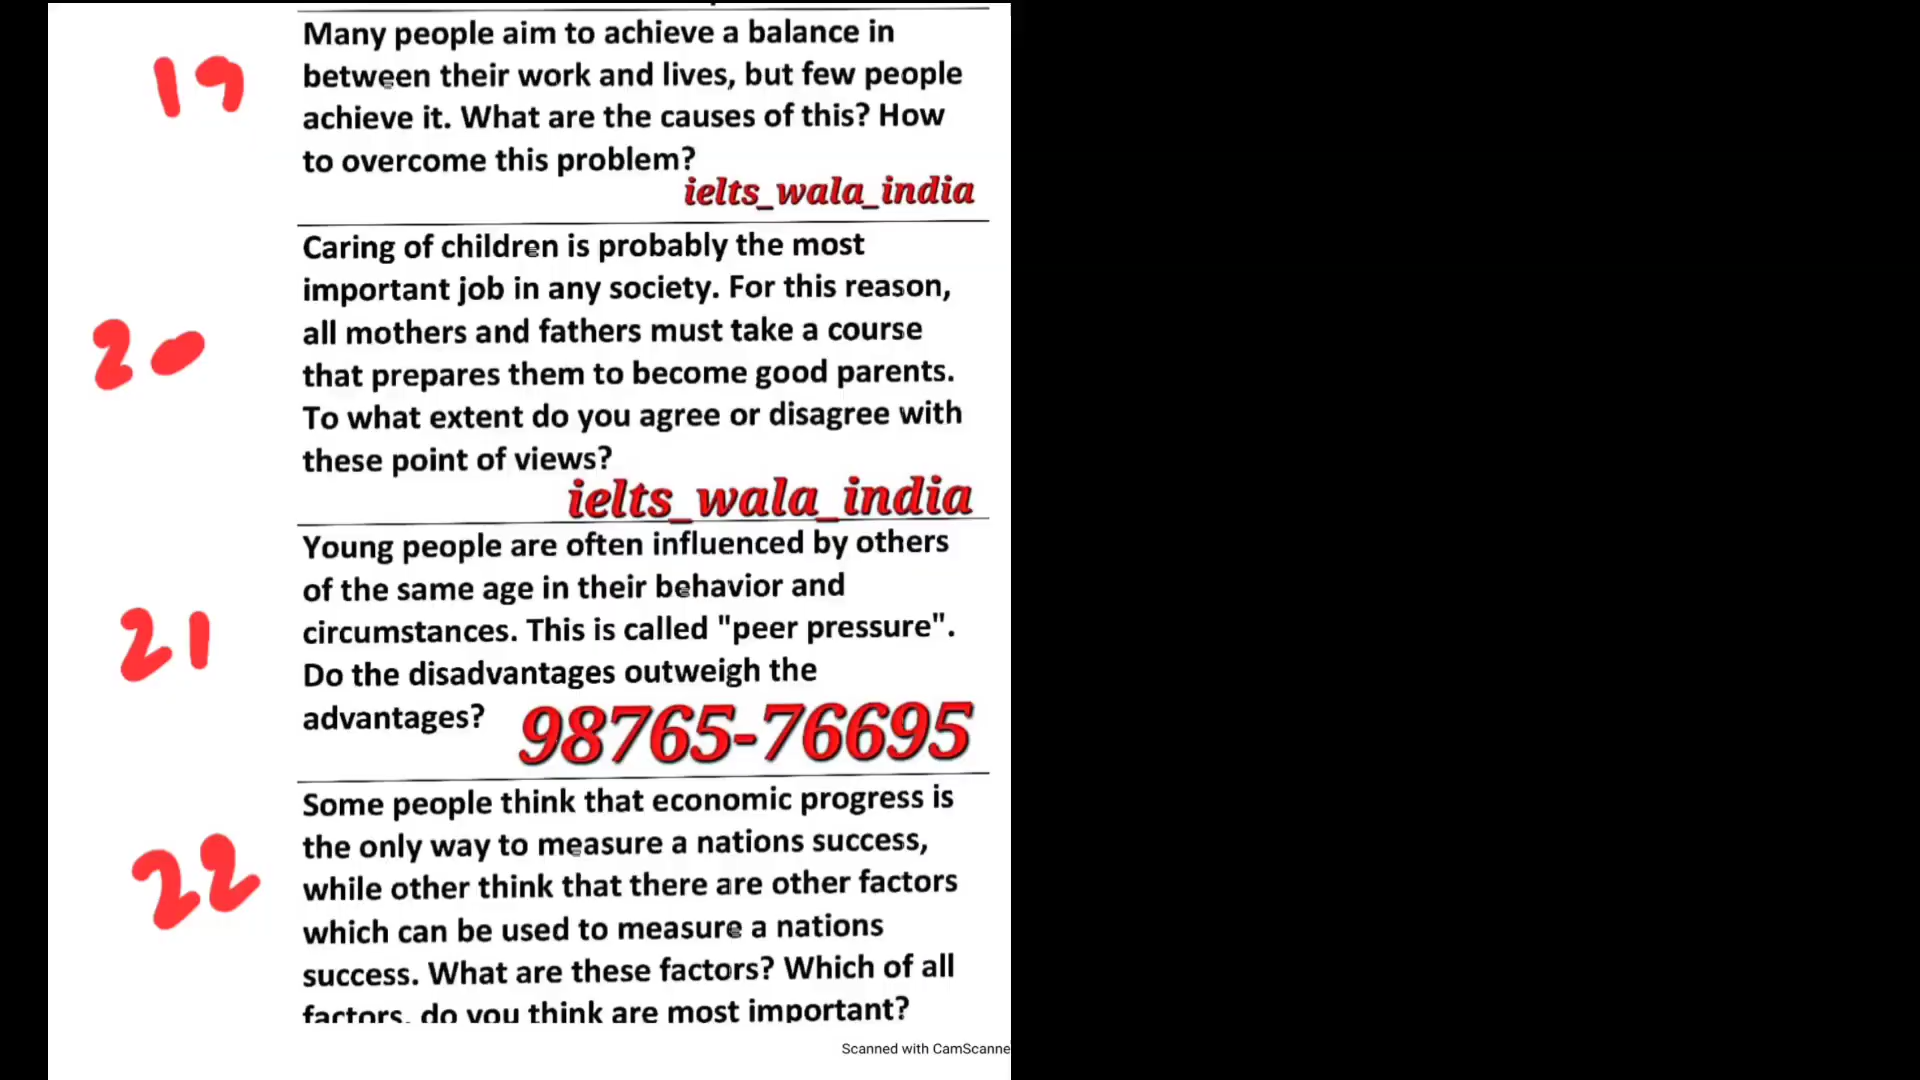 19
Many people aim to achieve a balance in
between their work and lives, but few people
achieve it. What are the causes of this? How
to overcome this problem?
ielts_wala_india
20
Caring of children is probably the most
important job in any society. For this reason,
all mothers and fathers must take a course
that prepares them to become good parents.
To what extent do you agree or disagree with
these point of views?
ielts_wala_india
21
Young people are often influenced by others
of the same age in their behavior and
circumstances. This is called "peer pressure".
Do the disadvantages outweigh the
advantages?
98765-76695
22
Some people think that economic progress is
the only way to measure a nations success,
while other think that there are other factors
which can be used to measure a nations
success. What are these factors? Which of all
factors, do you think are most important?
Scanned with CamScanne